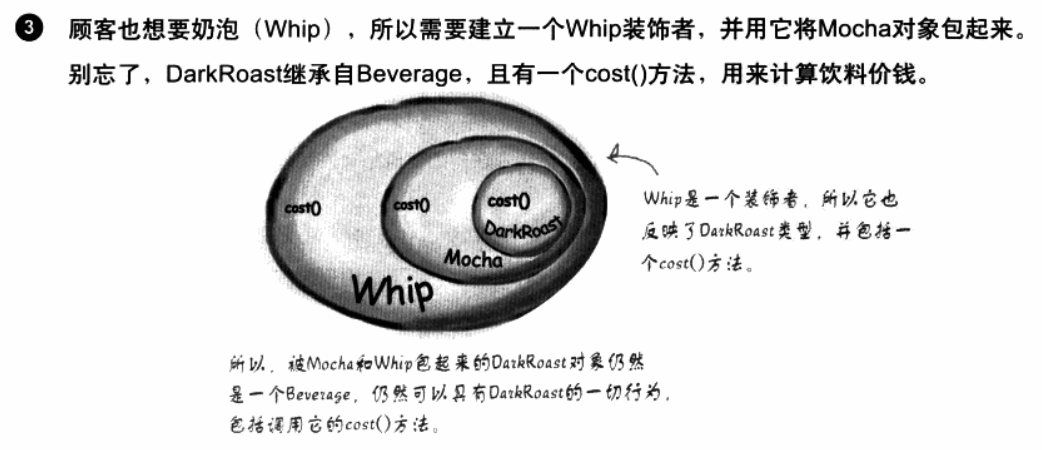 3 顾客也想要奶泡（Whip），所以需要建立一个Whip装饰者，并用它将Mocha对象包起来。
别忘了，DarkRoast继承自Beverage，且有一个cost()方法，用来计算饮料价钱。
cost()
cost()
cost()
DarkRoast
Mocha
Whip
Whip是一个装饰者，所以它也
反映了DarkRoast类型，并包括一
个cost()方法。
所以，被Mocha和Whip包起来的DarkRoast对象仍然
是一个Beverage，仍然可以具有DarkRoast的一切行为，
包括调用它的cost()方法。